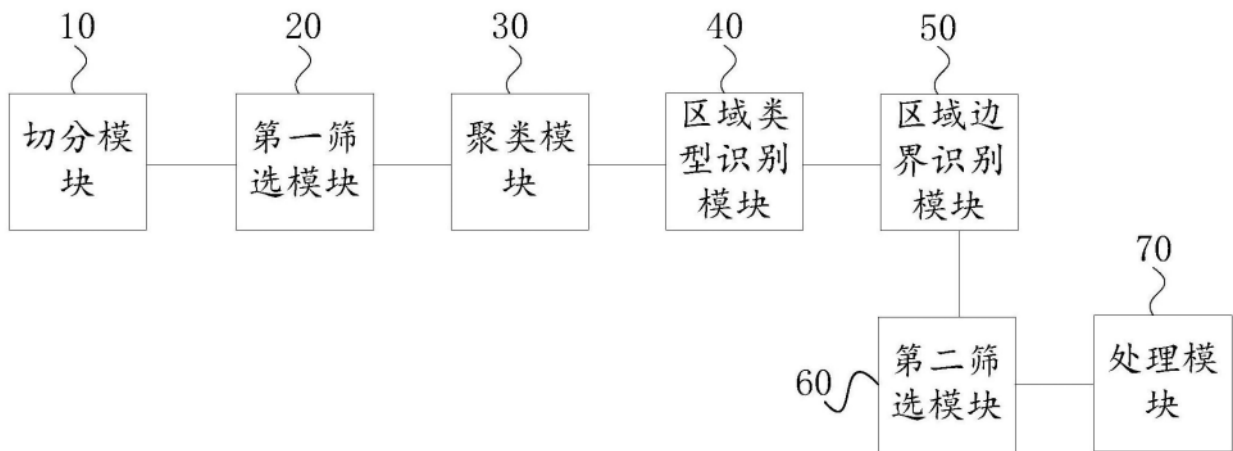 10
20
30
40
50
切分模
块
第一筛
选模块
聚类模
块
区域类
型识别
模块
区域边
界识别
模块
70
60
第二筛
选模块
处理模
块